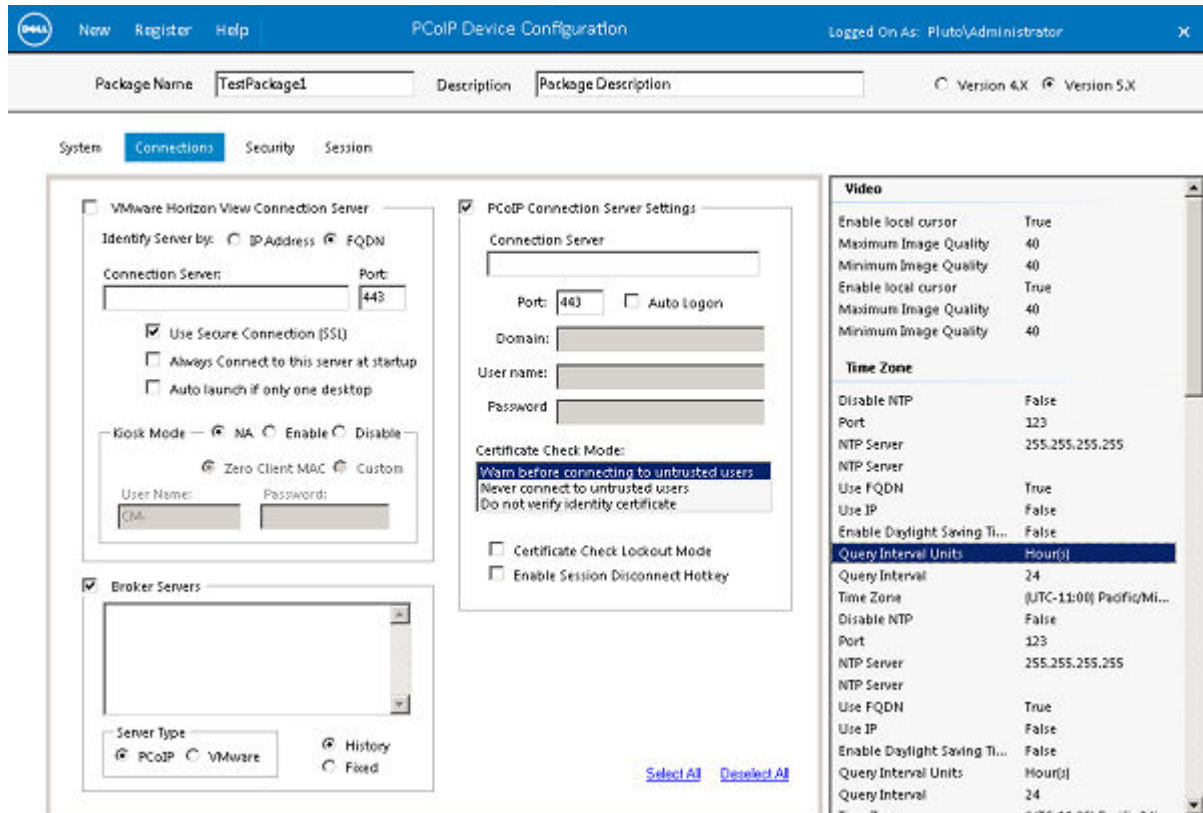 DELL New Register Help PCoIP Device Configuration Logged On As: Pluto\Administrator ×
Package Name TestPackage1 Description Package Description Version 4.X Version 5.X
System Connections Security Session
VMware Horizon View Connection Server
Identify Server by: IP Address FQDN
Connection Server: Port:
443
Use Secure Connection (SSL)
Always Connect to this server at startup
Auto launch if only one desktop
Kiosk Mode NA Enable Disable
Zero Client MAC Custom
User Name: Password:
CM-
Broker Servers
Server Type
PCoIP VMware
History
Fixed
PCoIP Connection Server Settings
Connection Server
Port: 443 Auto Logon
Domain:
User name:
Password
Certificate Check Mode:
Warn before connecting to untrusted users
Never connect to untrusted users
Do not verify identity certificate
Certificate Check Lockout Mode
Enable Session Disconnect Hotkey
Select All Deselect All
Video
Enable local cursor True
Maximum Image Quality 40
Minimum Image Quality 40
Enable local cursor True
Maximum Image Quality 40
Minimum Image Quality 40
Time Zone
Disable NTP False
Port 123
NTP Server 255.255.255.255
NTP Server
Use FQDN True
Use IP False
Enable Daylight Saving Ti... False
Query Interval Units Hour(s)
Query Interval 24
Time Zone (UTC-11:00) Pacific/Mi...
Disable NTP False
Port 123
NTP Server 255.255.255.255
NTP Server
Use FQDN True
Use IP False
Enable Daylight Saving Ti... False
Query Interval Units Hour(s)
Query Interval 24